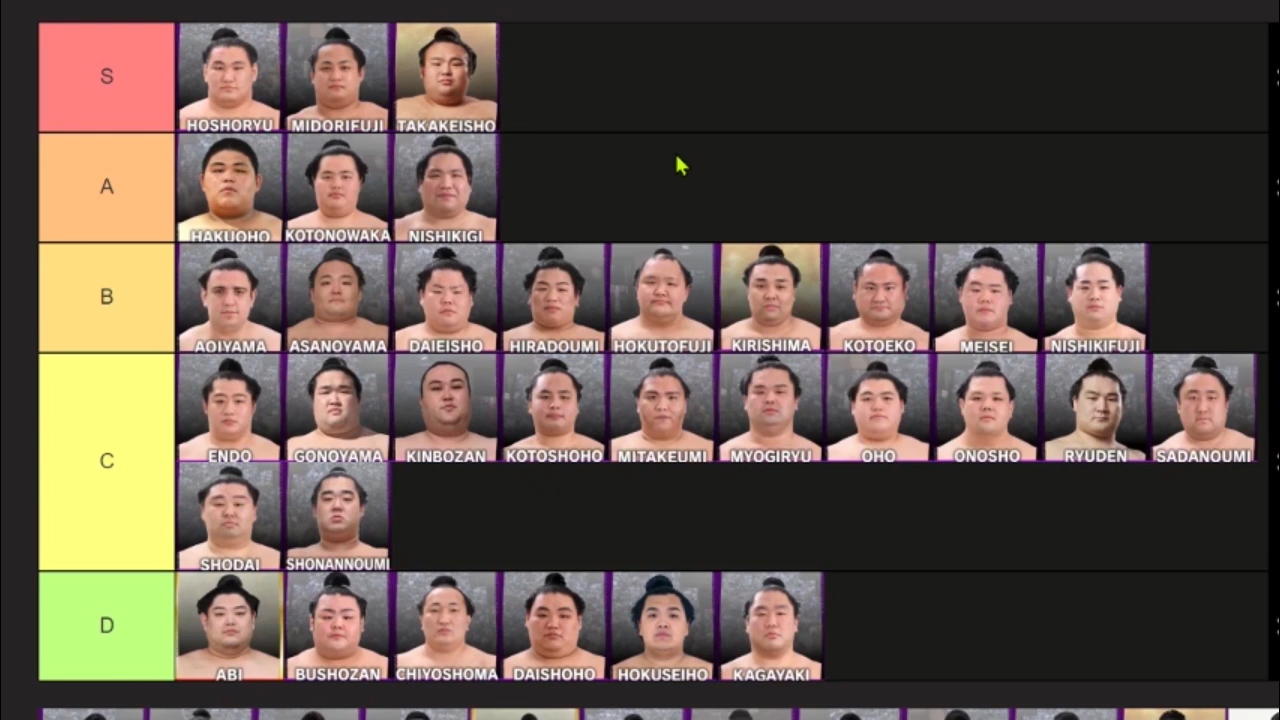 S
HOSHORYU MIDORIFUJI TAKAKEISHO
A
HAKUOHO KOTONOWAKA NISHIKIGI
B
AOIYAMA ASANOYAMA DAIEISHO HIRADOUMI HOKUTOFUJI KIRISHIMA KOTOEKO MEISEI NISHIKIFUJI
C
ENDO GONOYAMA KINBOZAN KOTOSHOHO MITAKEUMI MYOGIRYU OHO ONOSHO RYUDEN SADANOUMI
SHODAI SHONANNOUMI
D
ABI BUSHOZAN CHIYOSHOMA DAISHOHO HOKUSEIHO KAGAYAKI